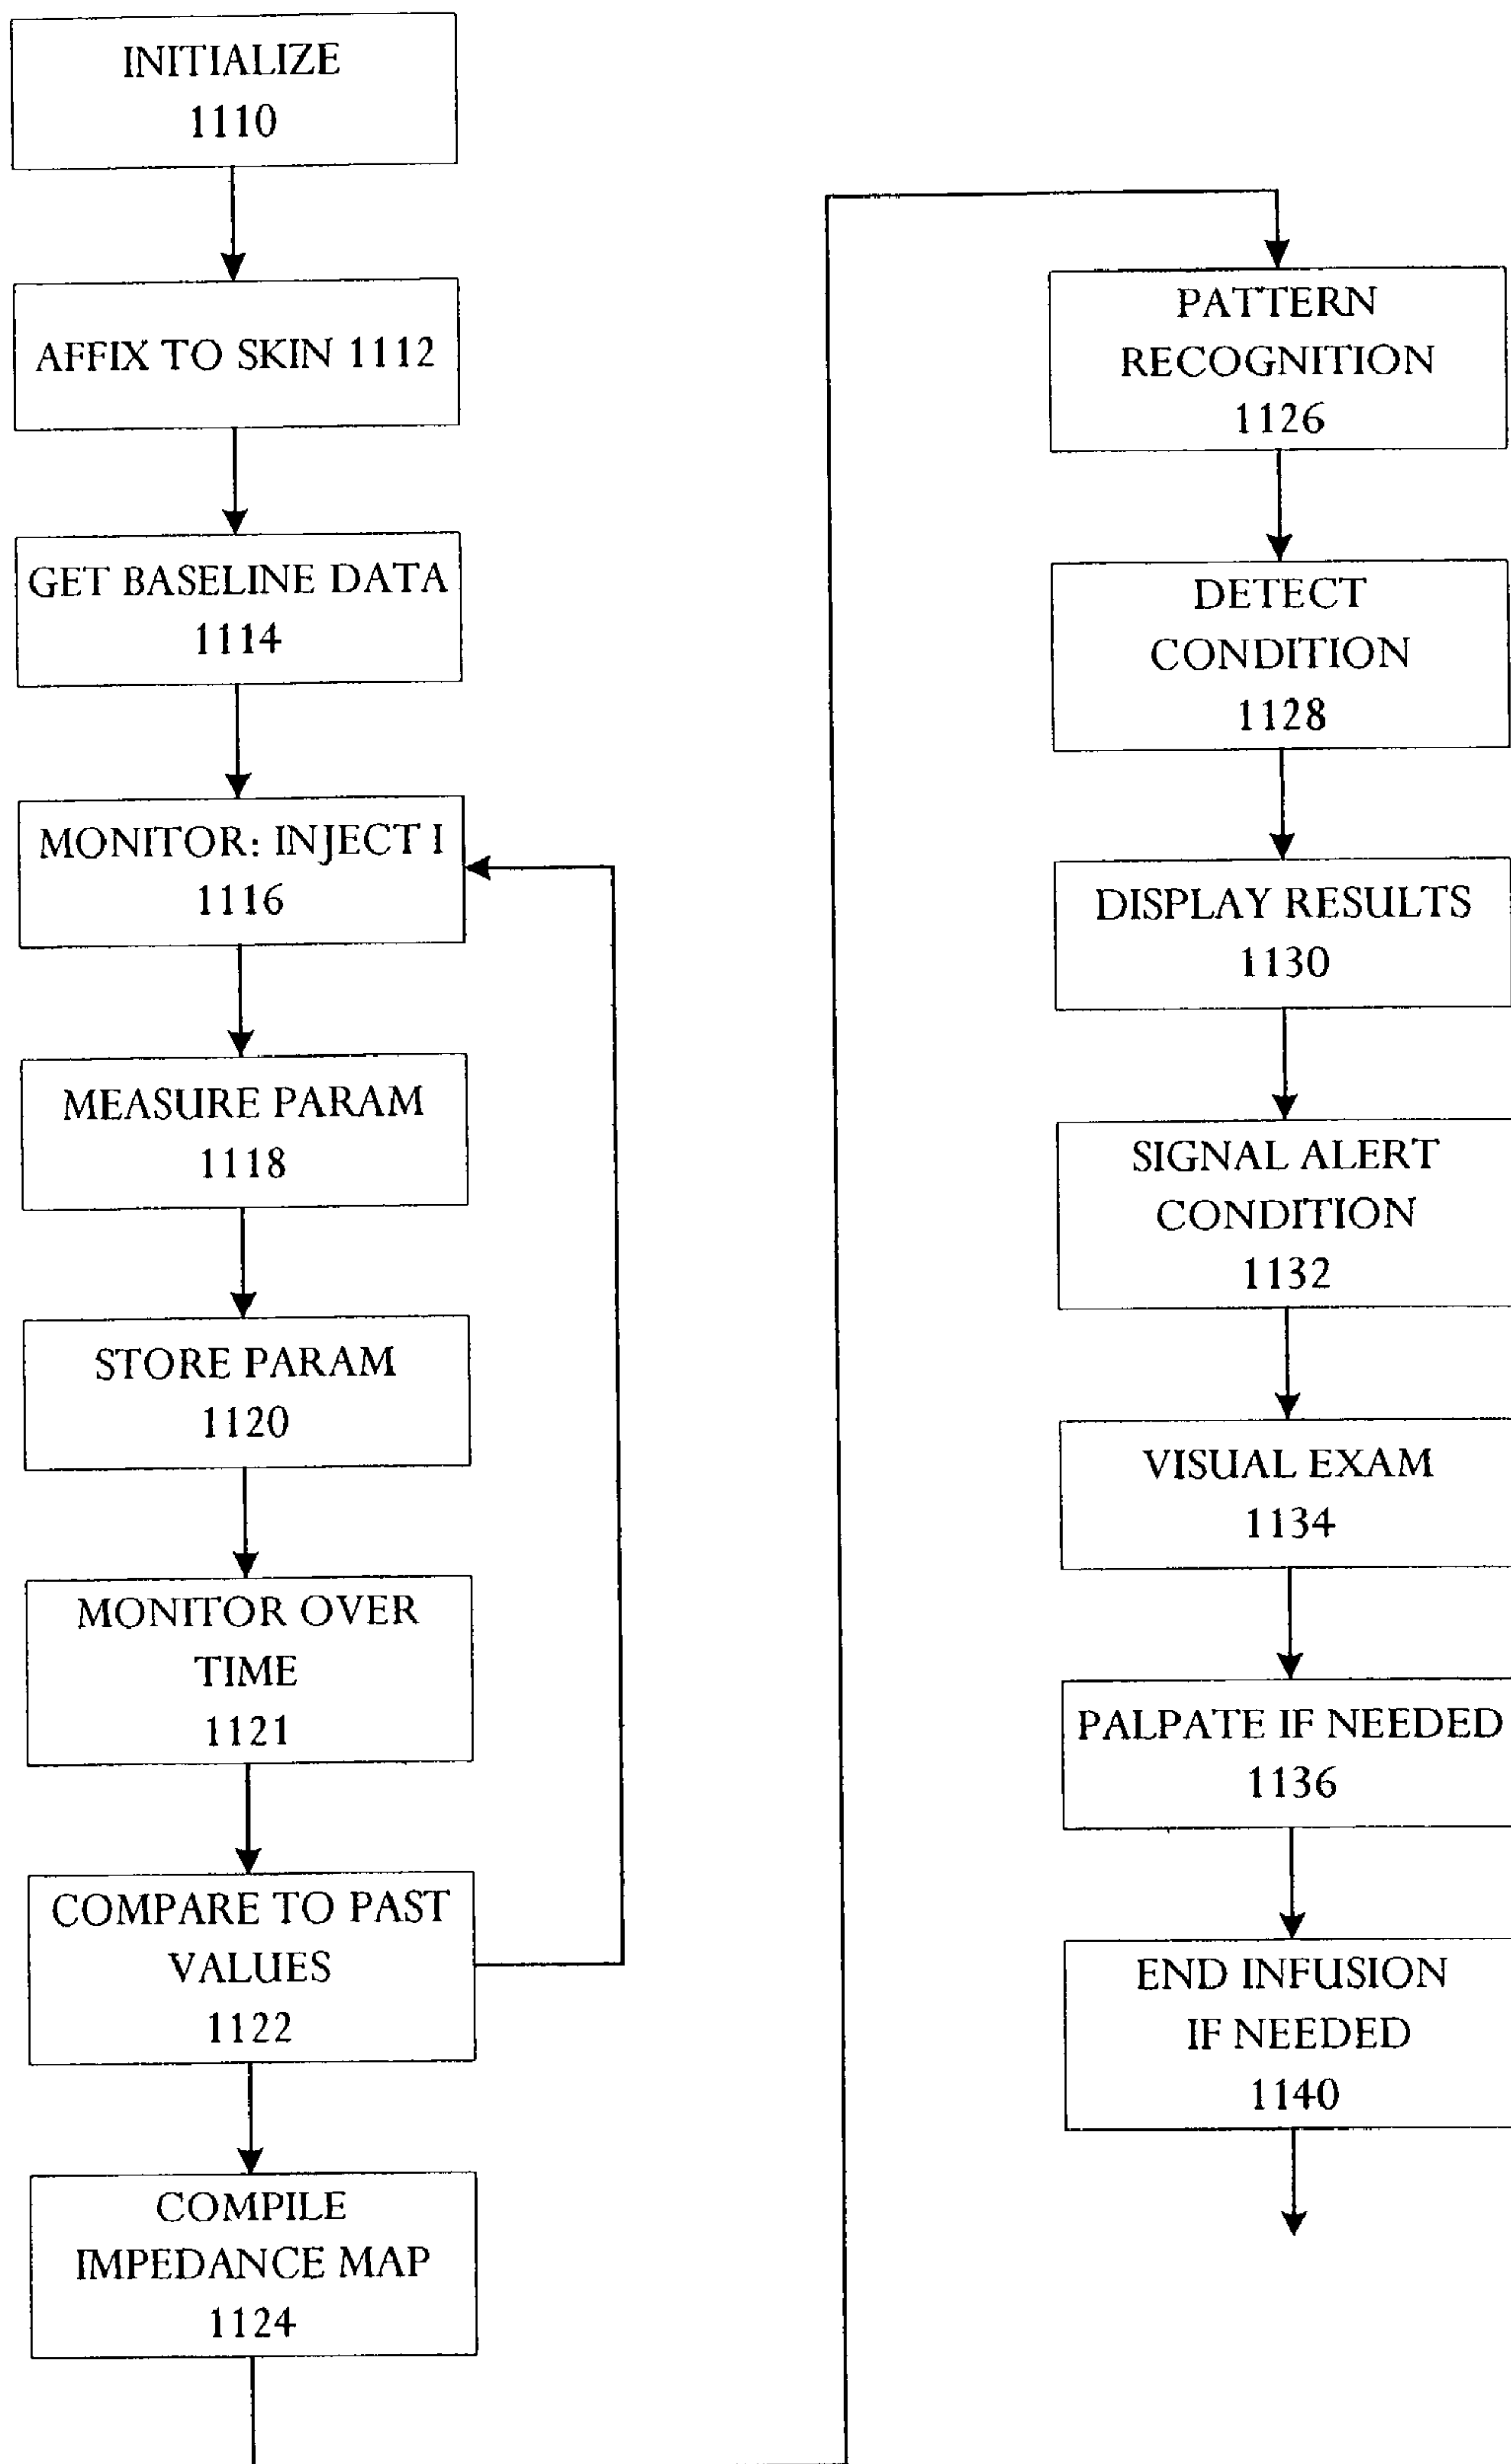 INITIALIZE
1110
AFFIX TO SKIN 1112
GET BASELINE DATA
1114
MONITOR: INJECT I
1116
MEASURE PARAM
1118
STORE PARAM
1120
MONITOR OVER
TIME
1121
COMPARE TO PAST
VALUES
1122
COMPILE
IMPEDANCE MAP
1124
PATTERN
RECOGNITION
1126
DETECT
CONDITION
1128
DISPLAY RESULTS
1130
SIGNAL ALERT
CONDITION
1132
VISUAL EXAM
1134
PALPATE IF NEEDED
1136
END INFUSION
IF NEEDED
1140